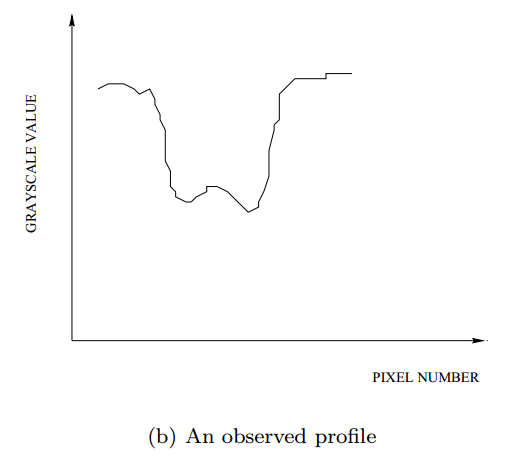 GRAYSCALE VALUE
PIXEL NUMBER
(b) An observed profile